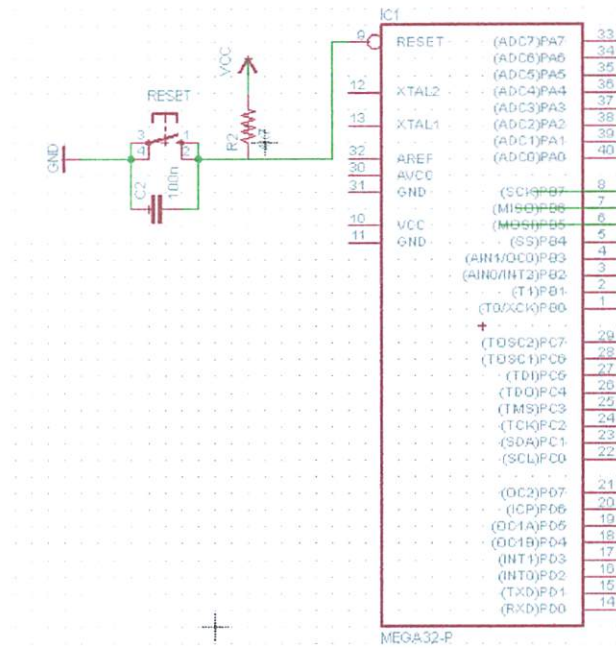 IC1
9 RESET (ADC7)PA7 33
(ADC6)PA6 34
VCC
(ADC5)PA5 35
12 XTAL2 (ADC4)PA4 36
RESET
(ADC3)PA3 37
13 XTAL1 (ADC2)PA2 38
(ADC1)PA1 39
3 1
R2
4 2
32 AREF (ADC0)PA0 40
GND
30 AVCC
31 GND (SCK)PB7 8
C2 100n
(MISO)PB6 7
10 VCC (MOSI)PB5 6
11 GND (SS)PB4 5
(AIN1/OC0)PB3 4
(AIN0/INT2)PB2 3
(T1)PB1 2
(T0/XCK)PB0 1
(TOSC2)PC7 29
(TOSC1)PC6 28
(TDI)PC5 27
(TDO)PC4 26
(TMS)PC3 25
(TCK)PC2 24
(SDA)PC1 23
(SCL)PC0 22
(OC2)PD7 21
(ICP)PD6 20
(OC1A)PD5 19
(OC1B)PD4 18
(INT1)PD3 17
(INT0)PD2 16
(TXD)PD1 15
(RXD)PD0 14
MEGA32-P